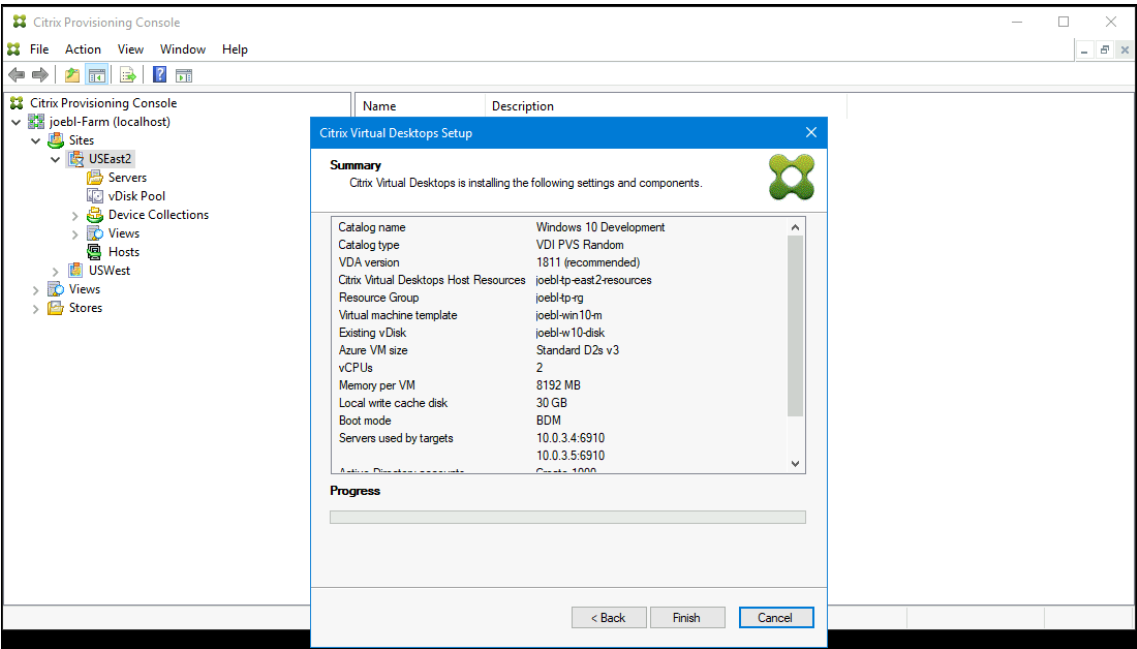 Citrix Provisioning Console
File Action View Window Help
Citrix Provisioning Console
joebl-Farm (localhost)
Sites
USEast2
Servers
vDisk Pool
Device Collections
Views
Hosts
USWest
Views
Stores
Name Description
Citrix Virtual Desktops Setup
Summary
Citrix Virtual Desktops is installing the following settings and components.
Catalog name Windows 10 Development
Catalog type VDI PVS Random
VDA version 1811 (recommended)
Citrix Virtual Desktops Host Resources joebl-tp-east2-resources
Resource Group joebl-tp-rg
Virtual machine template joebl-win10-m
Existing vDisk joebl-w10-disk
Azure VM size Standard D2s v3
vCPUs 2
Memory per VM 8192 MB
Local write cache disk 30 GB
Boot mode BDM
Servers used by targets 10.0.3.4:6910
10.0.3.5:6910
Active Directory accounts Create 1000
Progress
< Back Finish Cancel